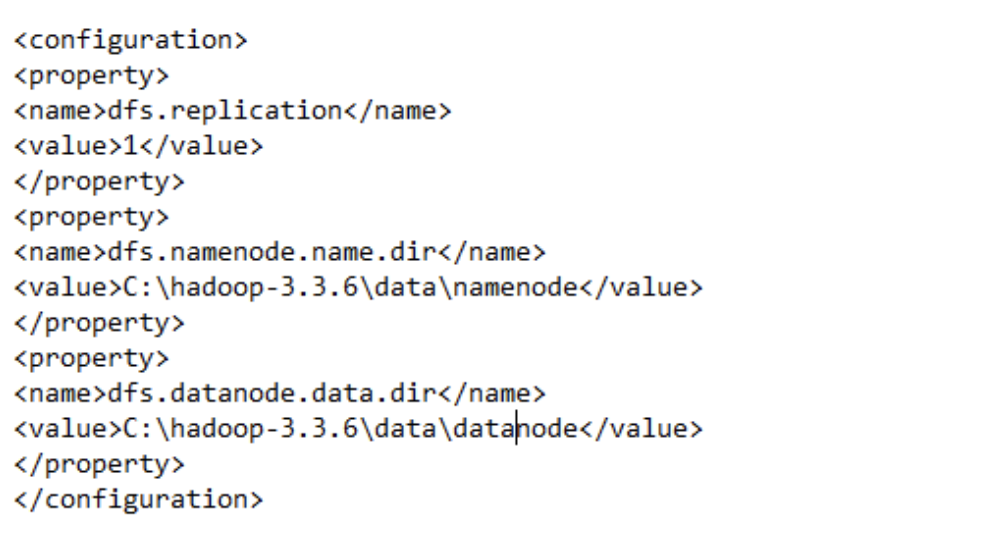 <configuration>
<property>
<name>dfs.replication</name>
<value>1</value>
</property>
<property>
<name>dfs.namenode.name.dir</name>
<value>C:\hadoop-3.3.6\data\namenode</value>
</property>
<property>
<name>dfs.datanode.data.dir</name>
<value>C:\hadoop-3.3.6\data\datanode</value>
</property>
</configuration>